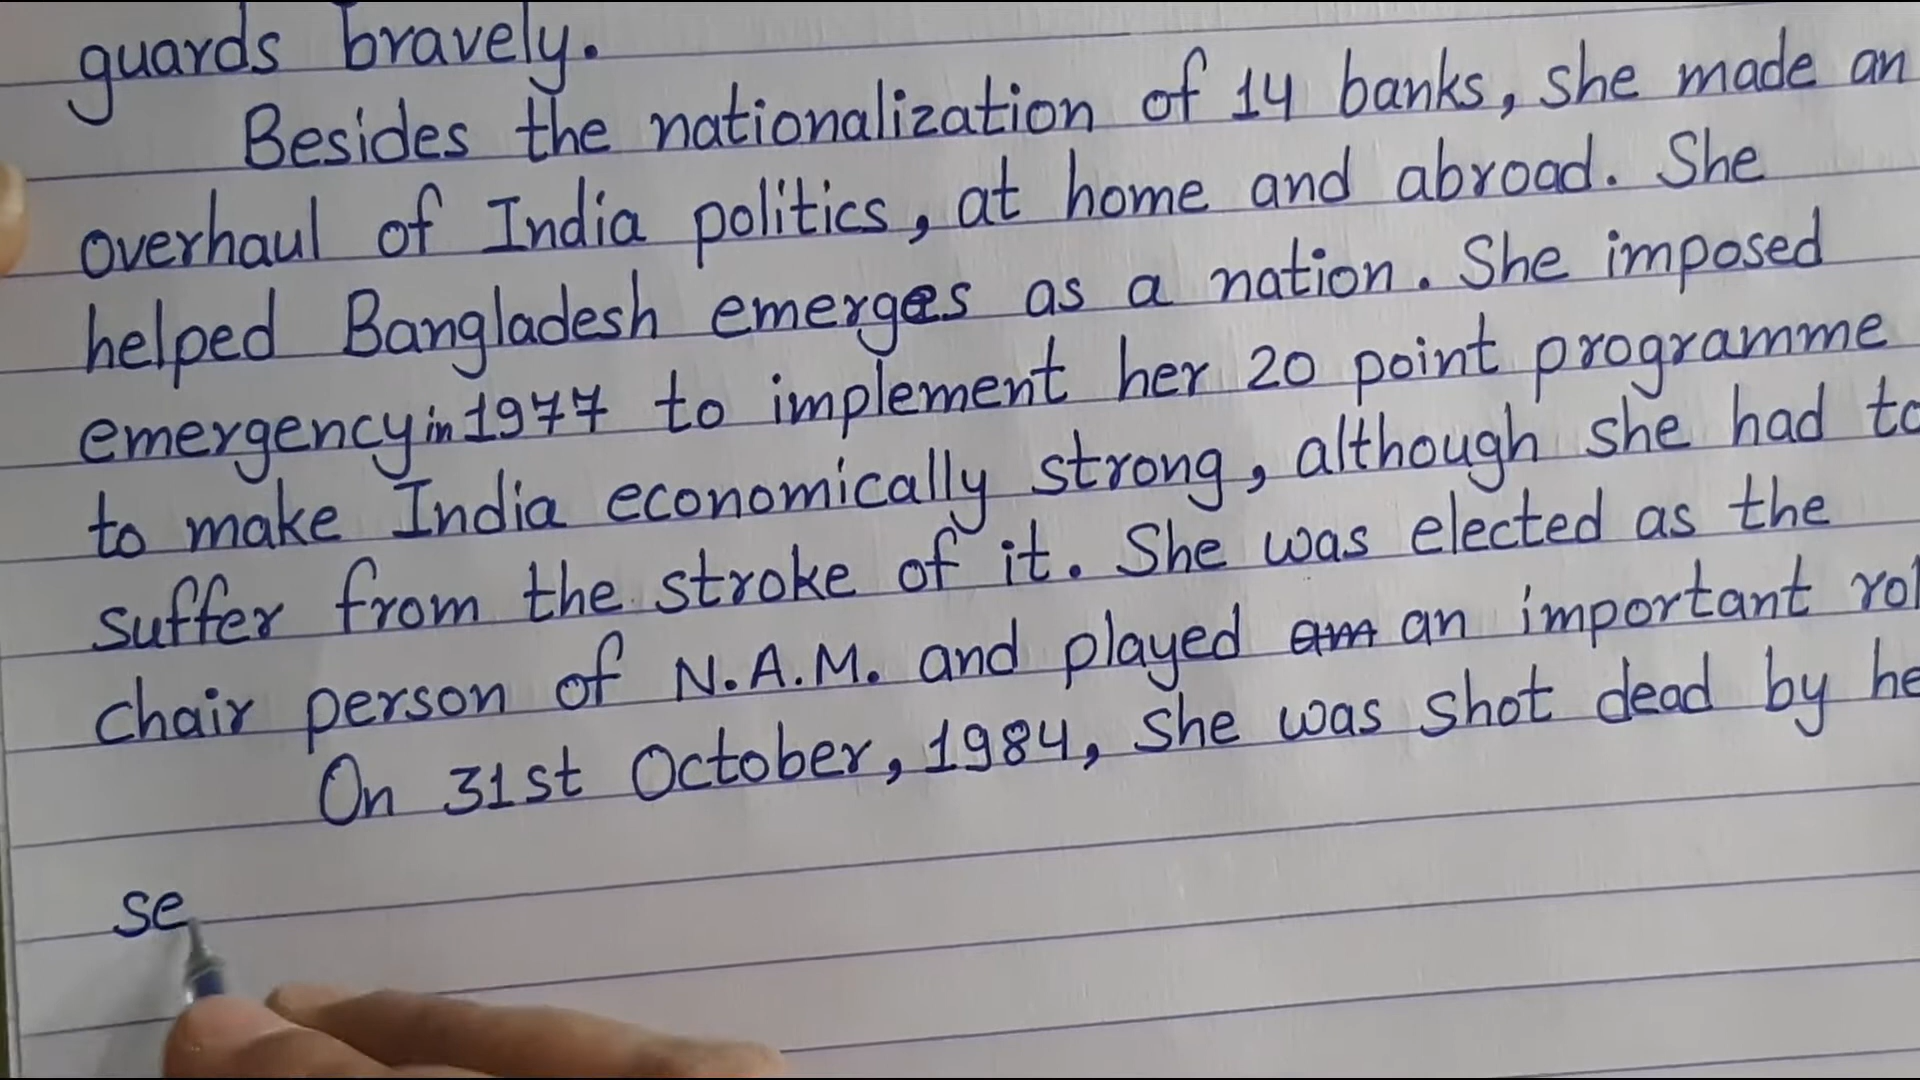 guards bravely.
Besides the nationalization of 14 banks, she made an
overhaul of India politics, at home and abroad. She
helped Bangladesh emerges as a nation. She imposed
emergency in 1977 to implement her 20 point programme
to make India economically strong, although she had to
suffer from the stroke of it. She was elected as the
chair person of N.A.M. and played am an important rol
On 31st October, 1984, she was shot dead by he
se